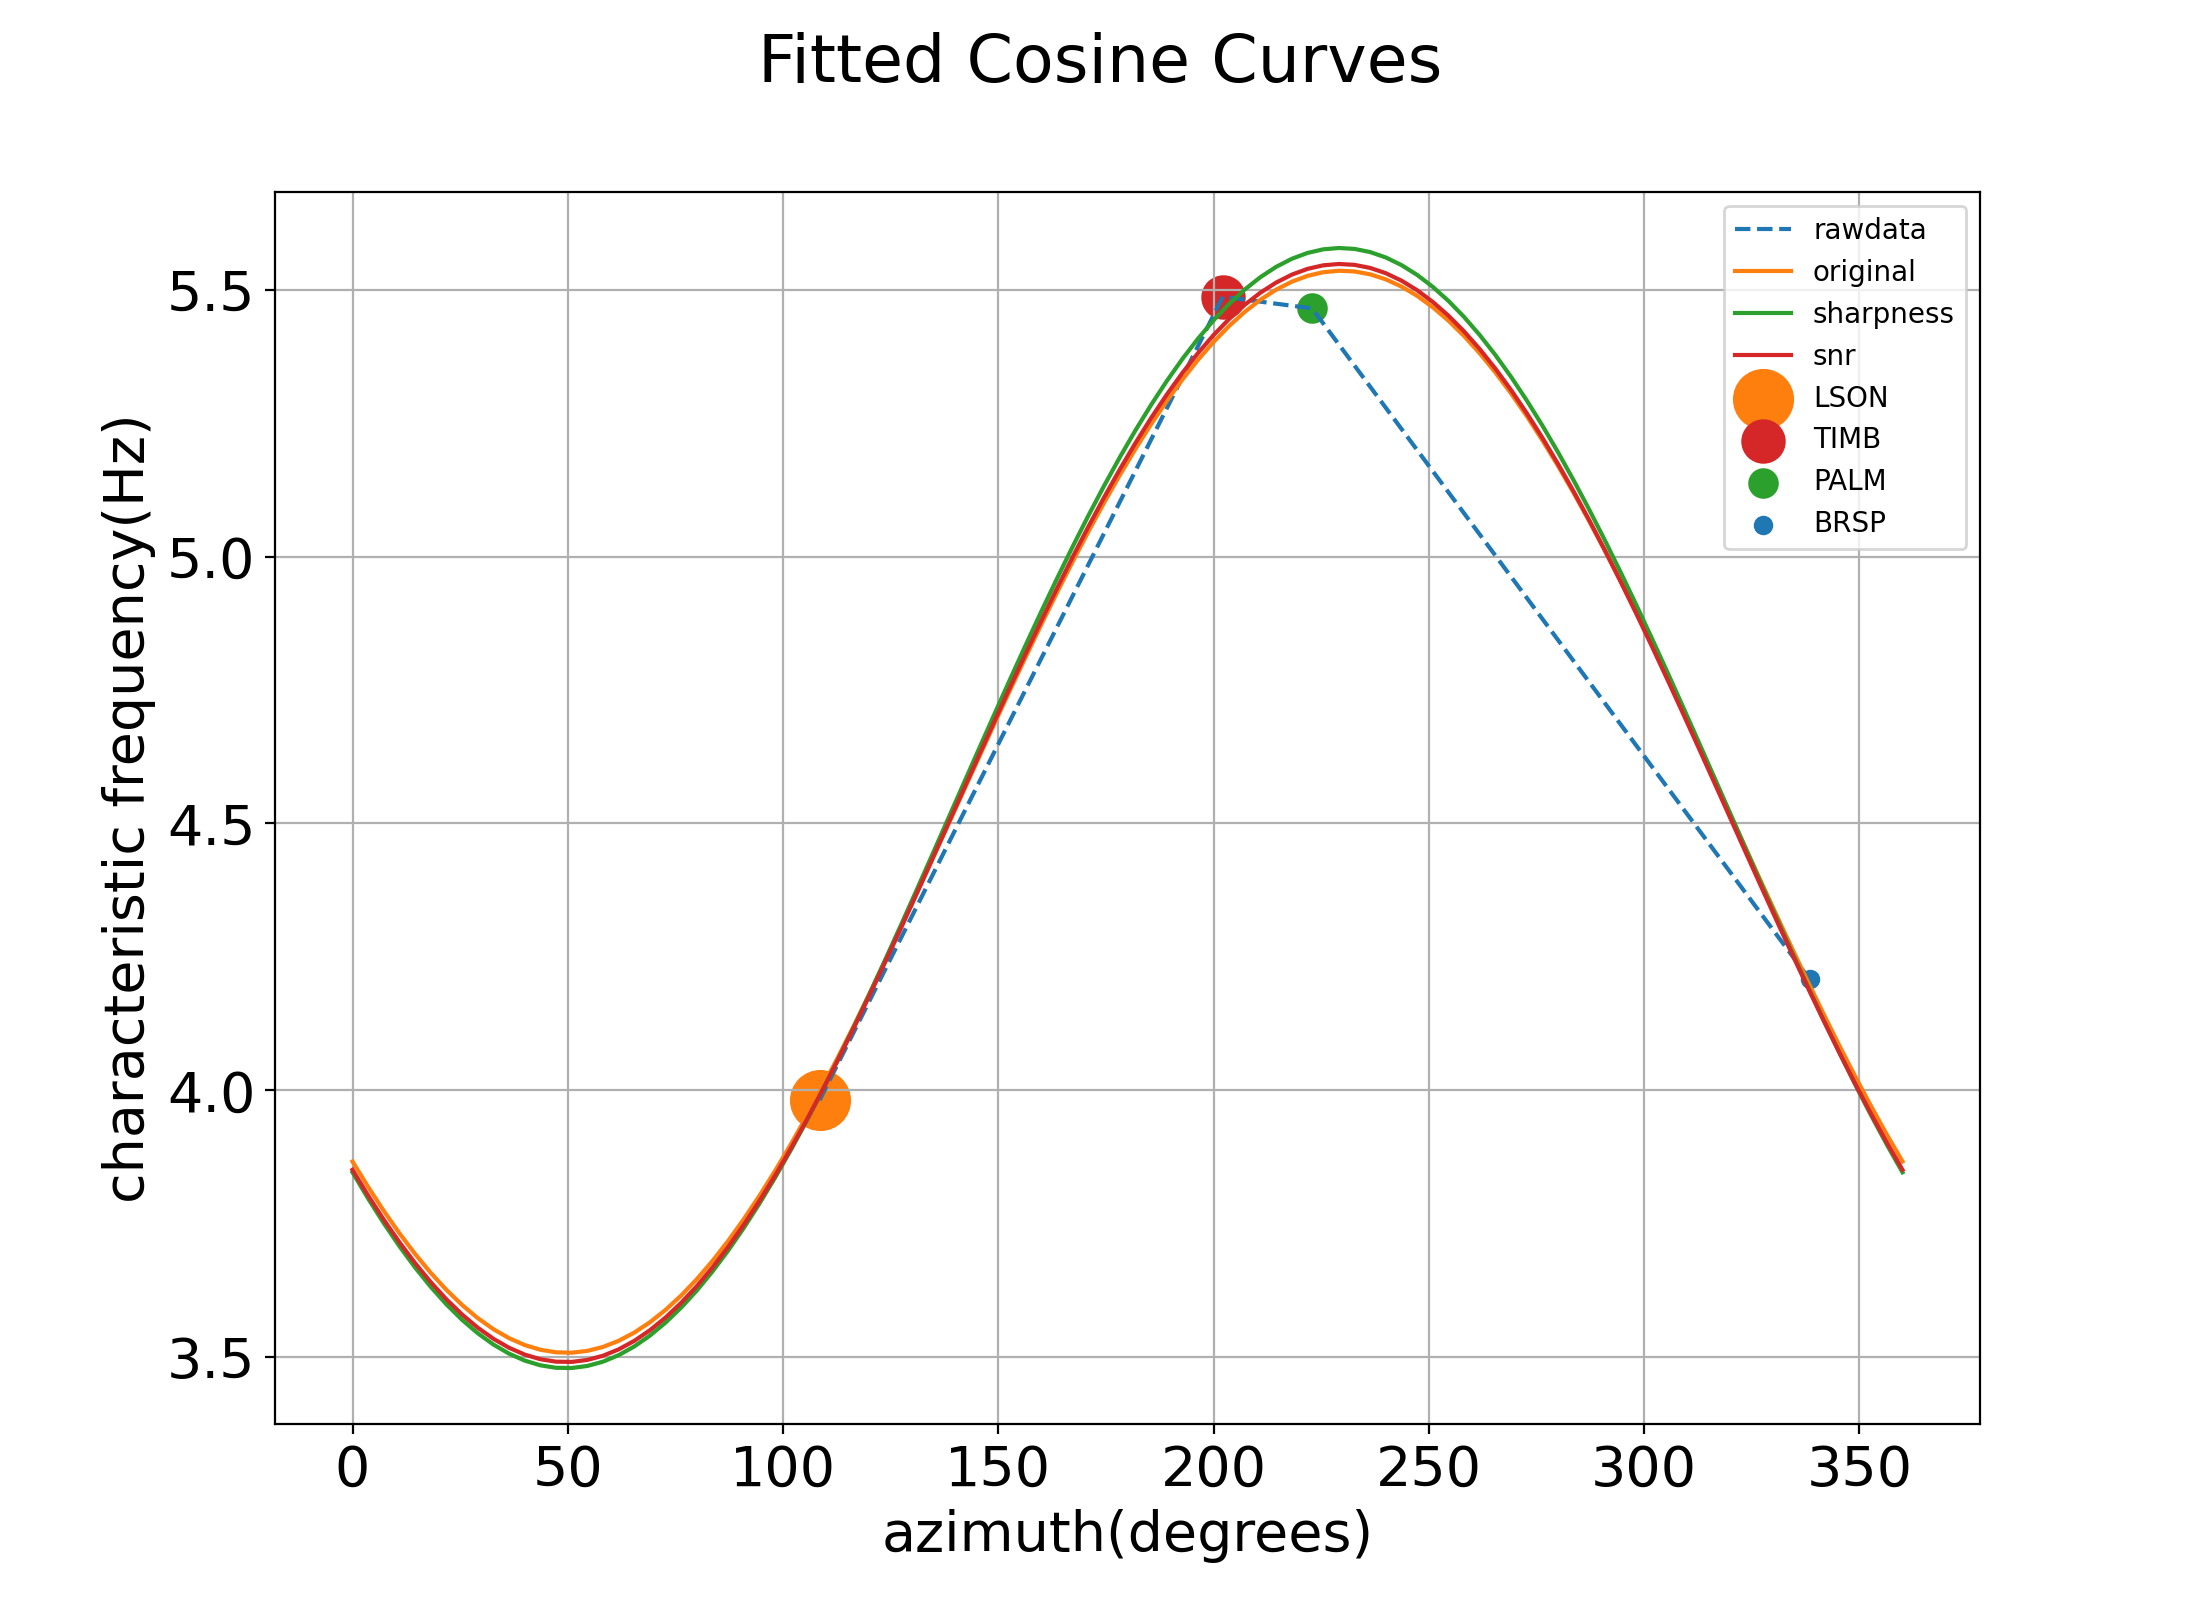 Fitted Cosine Curves
rawdata
original
sharpness
snr
LSON
TIMB
PALM
BRSP
characteristic frequency(Hz)
5.5
5.0
4.5
4.0
3.5
0 50 100 150 200 250 300 350
azimuth(degrees)